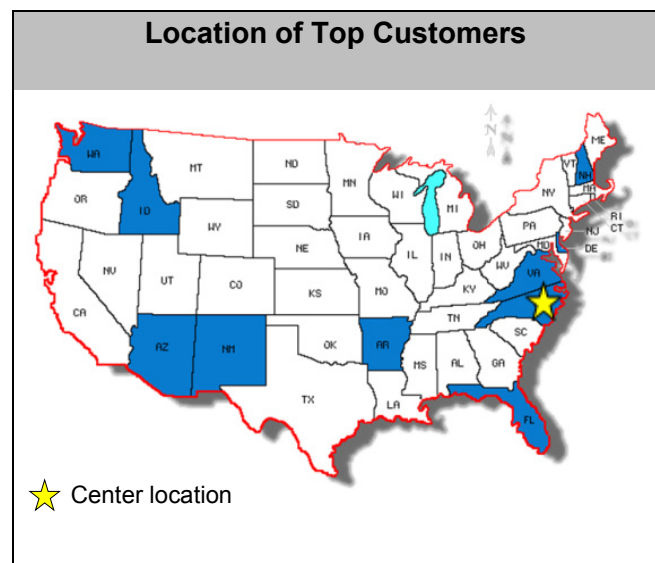 Location of Top Customers
N N
ME
WA
MT
ND
MN
VT
NH
OR
ID
SD
WI
MI
NY
MA
WY
RI
CT
IA
PA
NJ
NE
OH
MD
DE
NV
UT
CO
IL
IN
WV
VA
KS
MO
KY
CA
TN
AZ
NM
OK
AR
SC
MS
AL
GA
TX
LA
FL
Center location